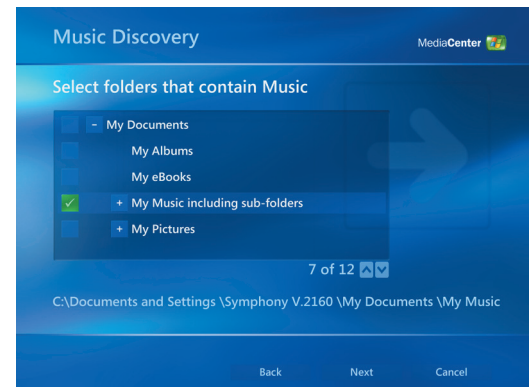 Music Discovery
MediaCenter
Select folders that contain Music
- My Documents
My Albums
My eBooks
+ My Music including sub-folders
+ My Pictures
7 of 12
C:\Documents and Settings \Symphony V.2160 \My Documents \My Music
Back Next Cancel